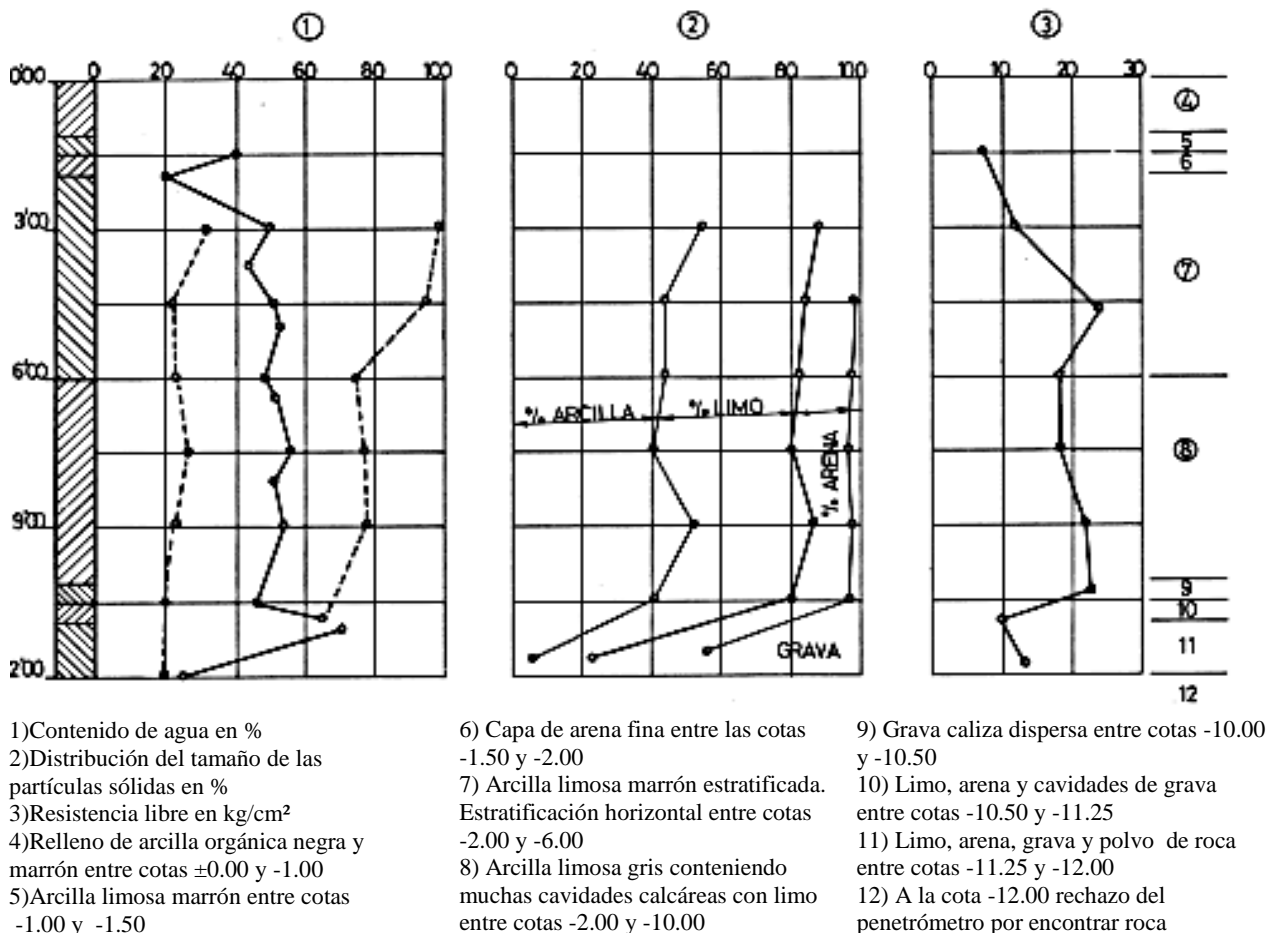 ① ② ③
0'00 0 20 40 60 80 100 0 20 40 60 80 100 0 10 20 30
④
5
6
3'00
⑦
6'00
% ARCILLA % LIMO
% ARENA
⑧
9'00
9
10
GRAVA
11
2'00
12
1)Contenido de agua en %
2)Distribución del tamaño de las
partículas sólidas en %
3)Resistencia libre en kg/cm²
4)Relleno de arcilla orgánica negra y
marrón entre cotas ±0.00 y -1.00
5)Arcilla limosa marrón entre cotas
-1.00 y -1.50
6) Capa de arena fina entre las cotas
-1.50 y -2.00
7) Arcilla limosa marrón estratificada.
Estratificación horizontal entre cotas
-2.00 y -6.00
8) Arcilla limosa gris conteniendo
muchas cavidades calcáreas con limo
entre cotas -2.00 y -10.00
9) Grava caliza dispersa entre cotas -10.00
y -10.50
10) Limo, arena y cavidades de grava
entre cotas -10.50 y -11.25
11) Limo, arena, grava y polvo de roca
entre cotas -11.25 y -12.00
12) A la cota -12.00 rechazo del
penetrómetro por encontrar roca